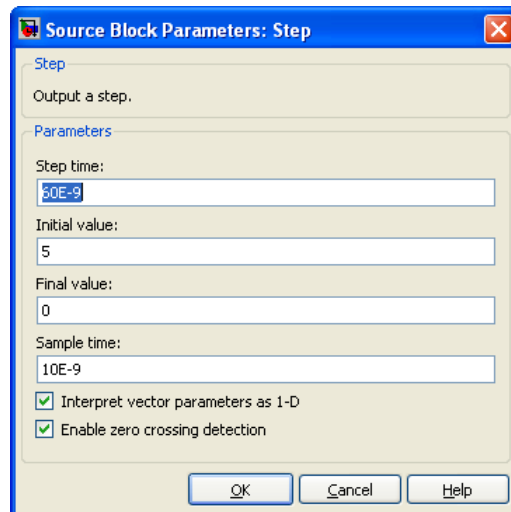 Source Block Parameters: Step
Step
Output a step.
Parameters
Step time:
60E-9
Initial value:
5
Final value:
0
Sample time:
10E-9
Interpret vector parameters as 1-D
Enable zero crossing detection
OK Cancel Help